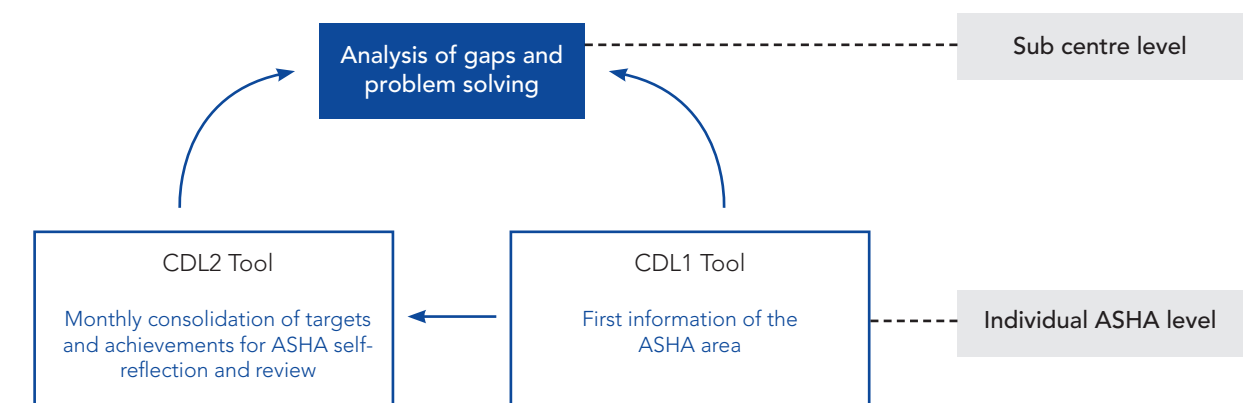 Analysis of gaps and
problem solving
Sub centre level
CDL2 Tool
Monthly consolidation of targets
and achievements for ASHA self-
reflection and review
CDL1 Tool
First information of the
ASHA area
Individual ASHA level